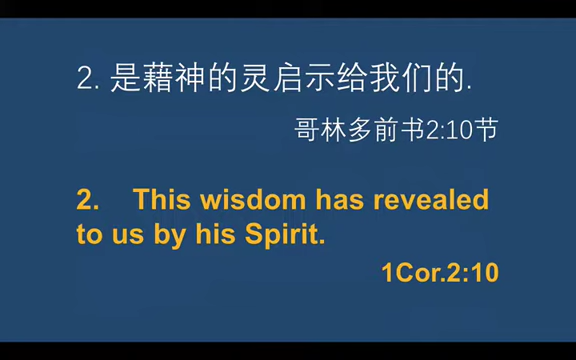 2. 是藉神的灵启示给我们的.
哥林多前书2:10节
2. This wisdom has revealed
to us by his Spirit.
1Cor.2:10